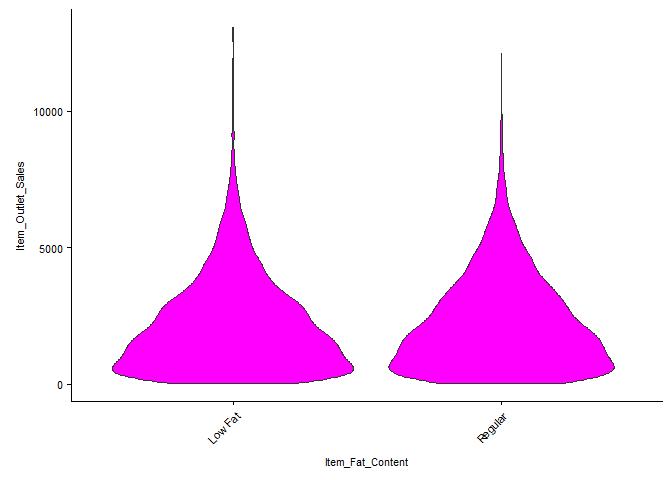 Item_Outlet_Sales
10000
5000
0
Low Fat
Regular
Item_Fat_Content